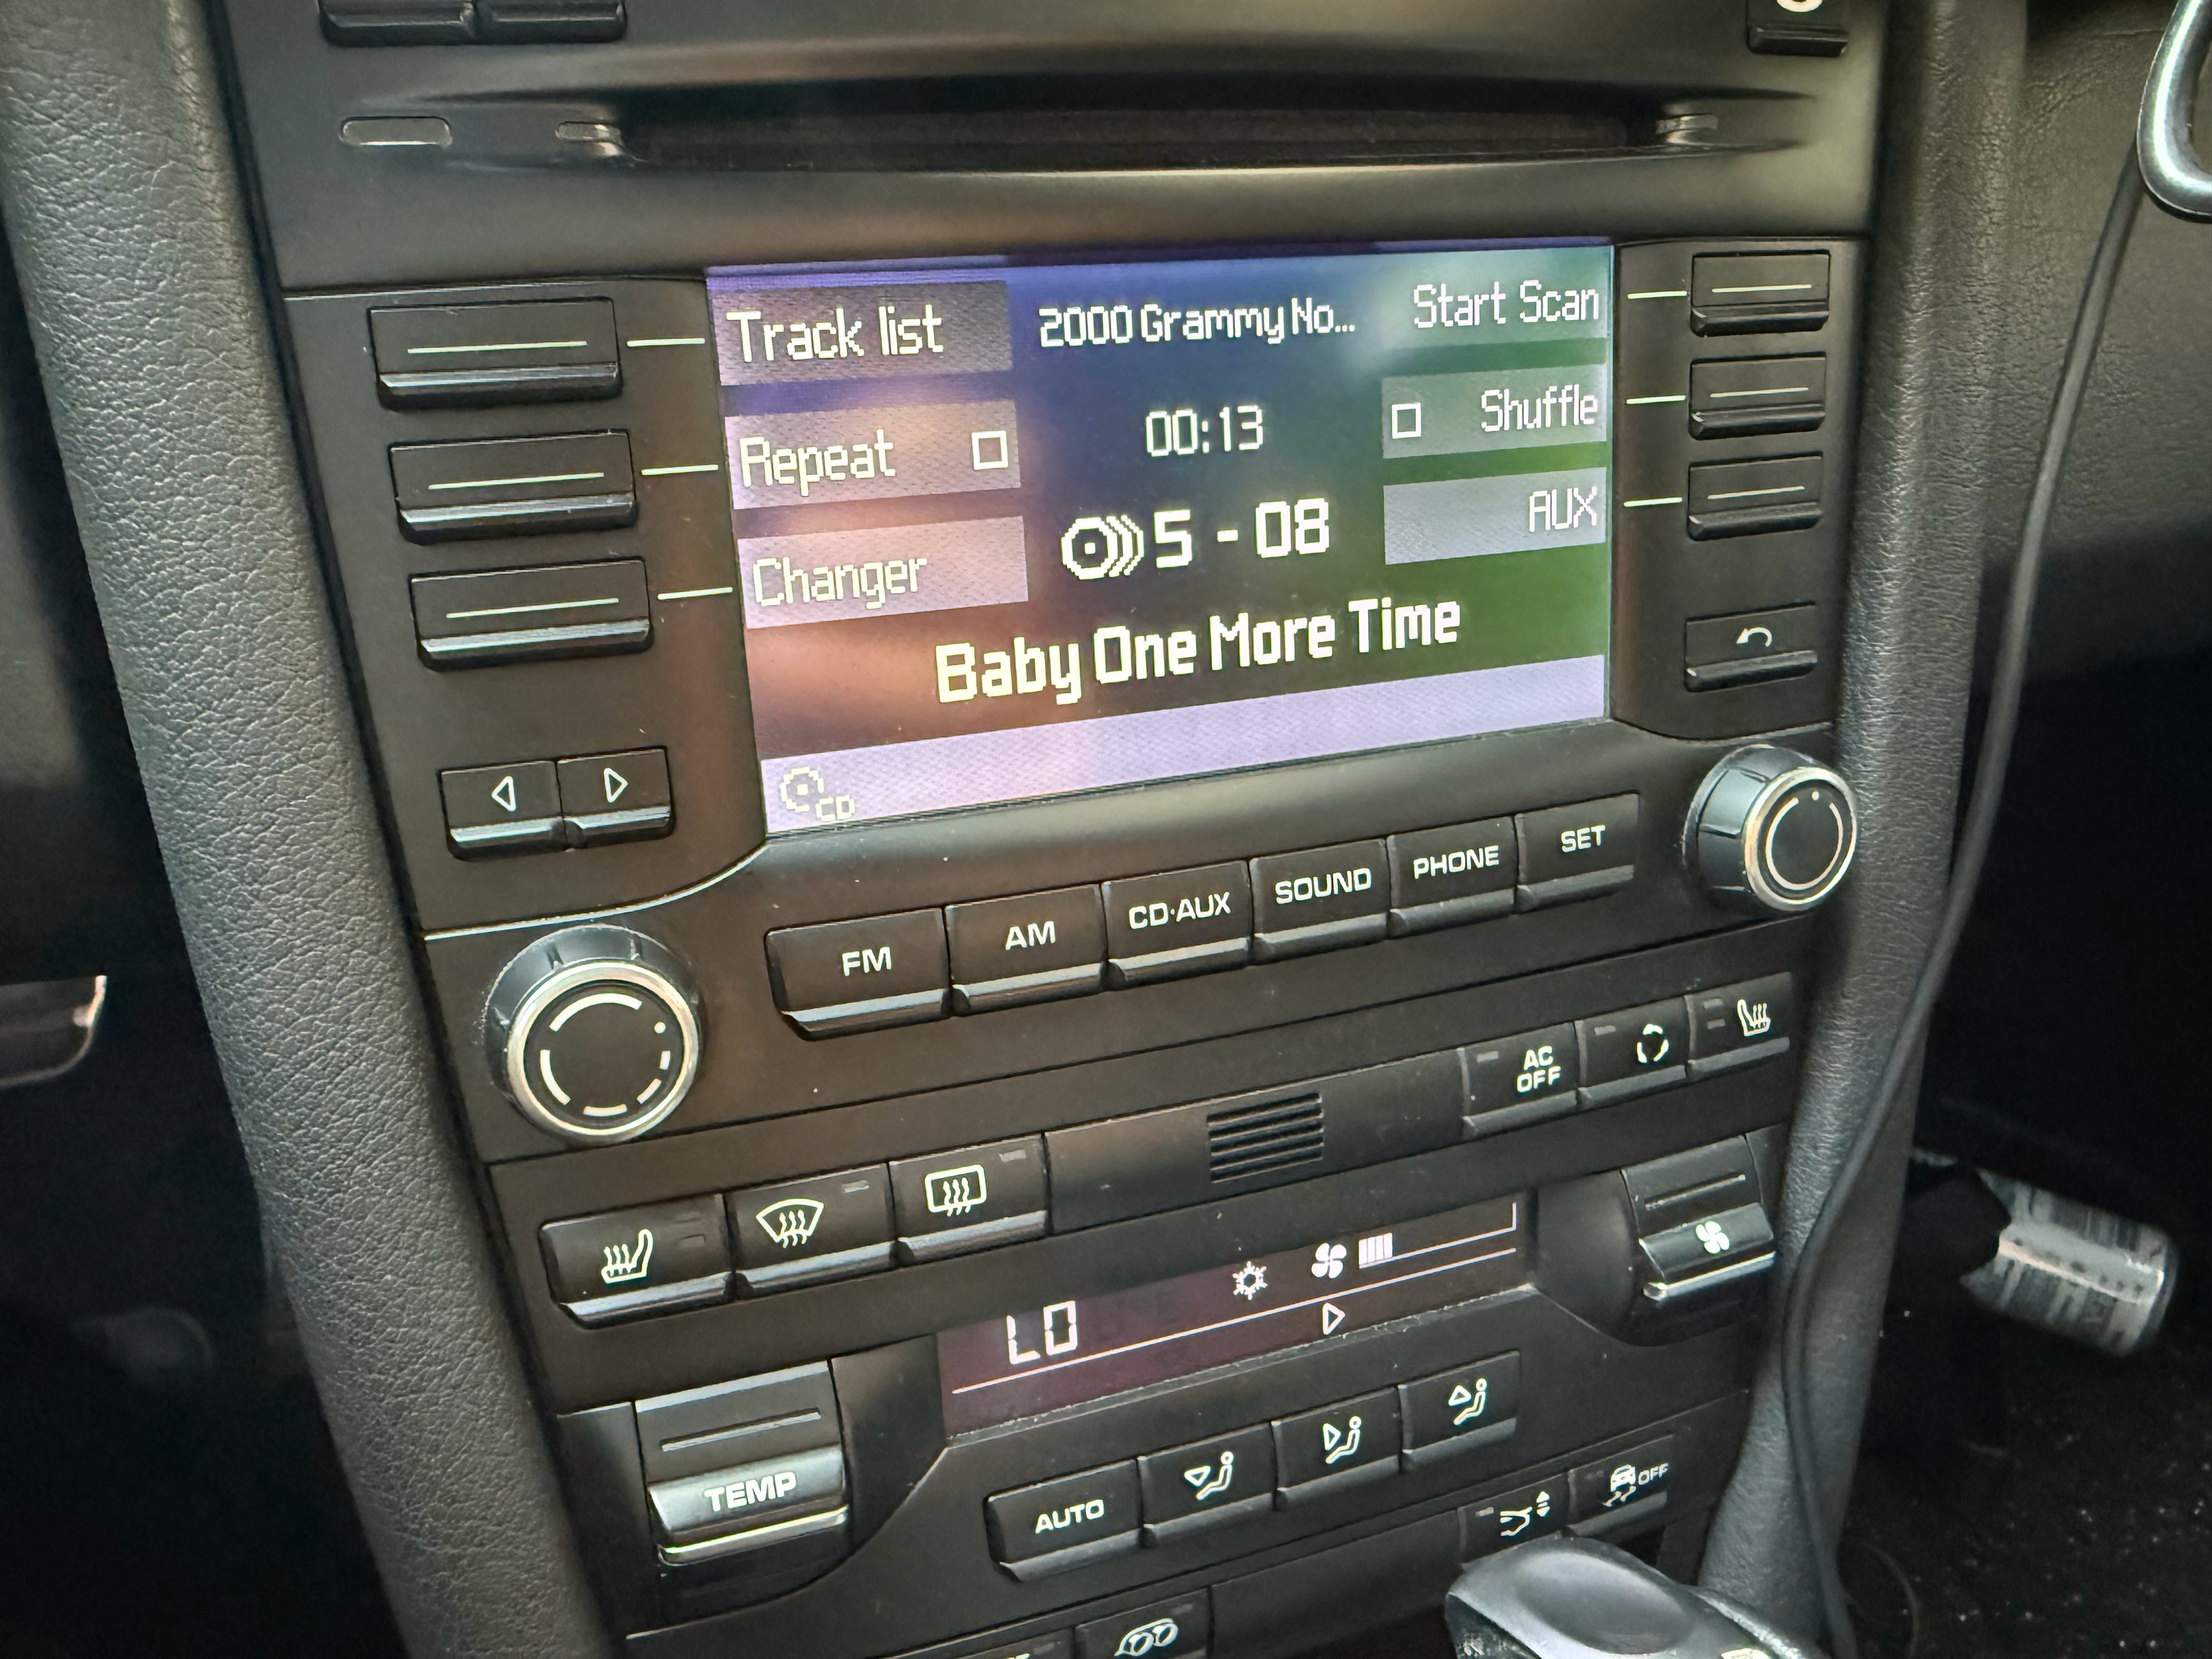 Track list
2000 Grammy No...
Start Scan
Repeat
00:13
Shuffle
Changer
5 - 08
AUX
Baby One More Time
CD
FM
AM
CD·AUX
SOUND
PHONE
SET
AC
OFF
LO
TEMP
AUTO
OFF